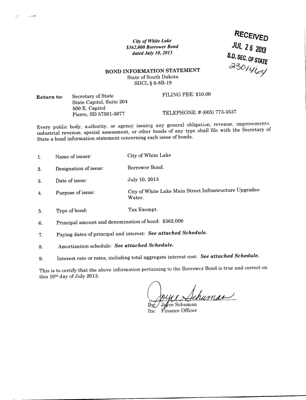 City of White Lake
$362,000 Borrower Bond
dated July 10, 2013
RECEIVED
JUL 26 2013
S.D. SEC. OF STATE
2301464
BOND INFORMATION STATEMENT
State of South Dakota
SDCL § 6-8B-19
Return to: Secretary of State FILING FEE: $10.00
State Capitol, Suite 204
500 E. Capitol
Pierre, SD 57501-5077 TELEPHONE: # (605) 773-3537
Every public body, authority, or agency issuing any general obligation, revenue, improvement,
industrial revenue, special assessment, or other bonds of any type shall file with the Secretary of
State a bond information statement concerning each issue of bonds.
1. Name of issuer: City of White Lake
2. Designation of issue: Borrower Bond.
3. Date of issue: July 10, 2013
4. Purpose of issue: City of White Lake Main Street Infrastructure Upgrades-
Water.
5. Type of bond: Tax Exempt.
6. Principal amount and denomination of bond: $362,000
7. Paying dates of principal and interest: See attached Schedule.
8. Amortization schedule: See attached Schedule.
9. Interest rate or rates, including total aggregate interest cost: See attached Schedule.
This is to certify that the above information pertaining to the Borrower Bond is true and correct on
this 10th day of July 2013.
Joyce Schuman
By: Joyce Schuman
Its: Finance Officer